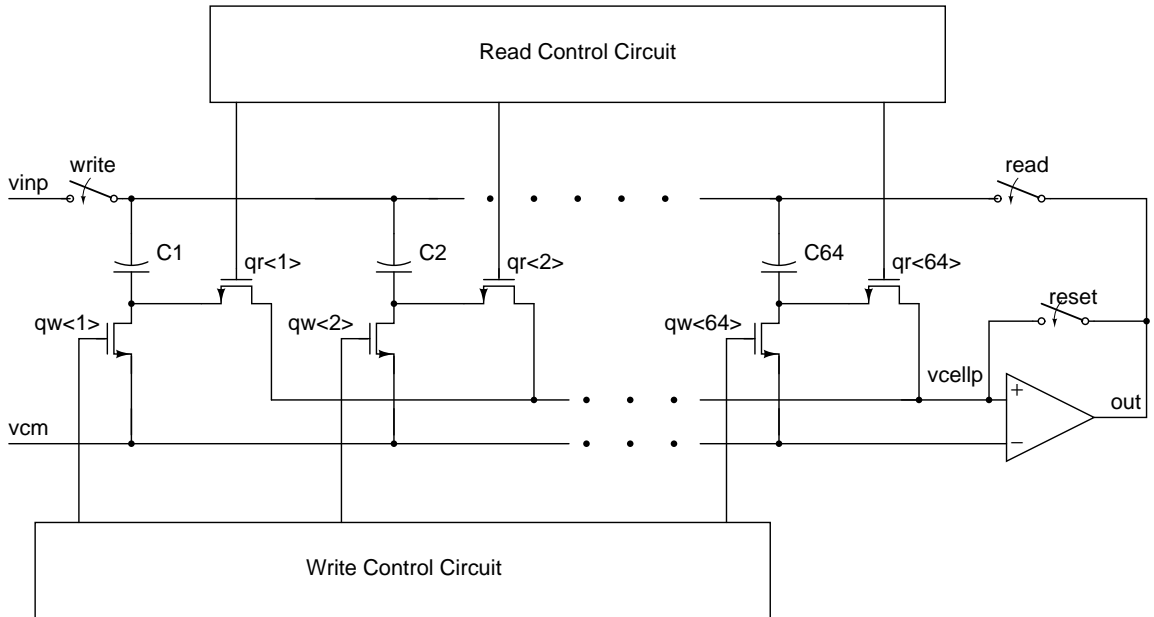 Read Control Circuit
write
read
vinp
C1
C2
C64
qr<1>
qr<2>
qr<64>
reset
qw<1>
qw<2>
qw<64>
vcellp
+
out
vcm
−
Write Control Circuit